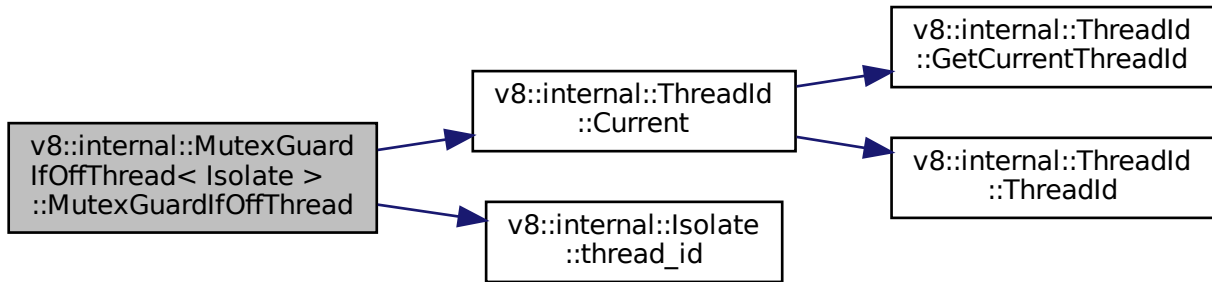 v8::internal::MutexGuard
IfOffThread< Isolate >
::MutexGuardIfOffThread
v8::internal::ThreadId
::Current
v8::internal::Isolate
::thread_id
v8::internal::ThreadId
::GetCurrentThreadId
v8::internal::ThreadId
::ThreadId